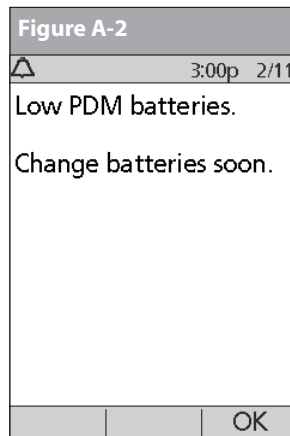 Figure A-2
3:00p 2/11
Low PDM batteries.
Change batteries soon.
OK